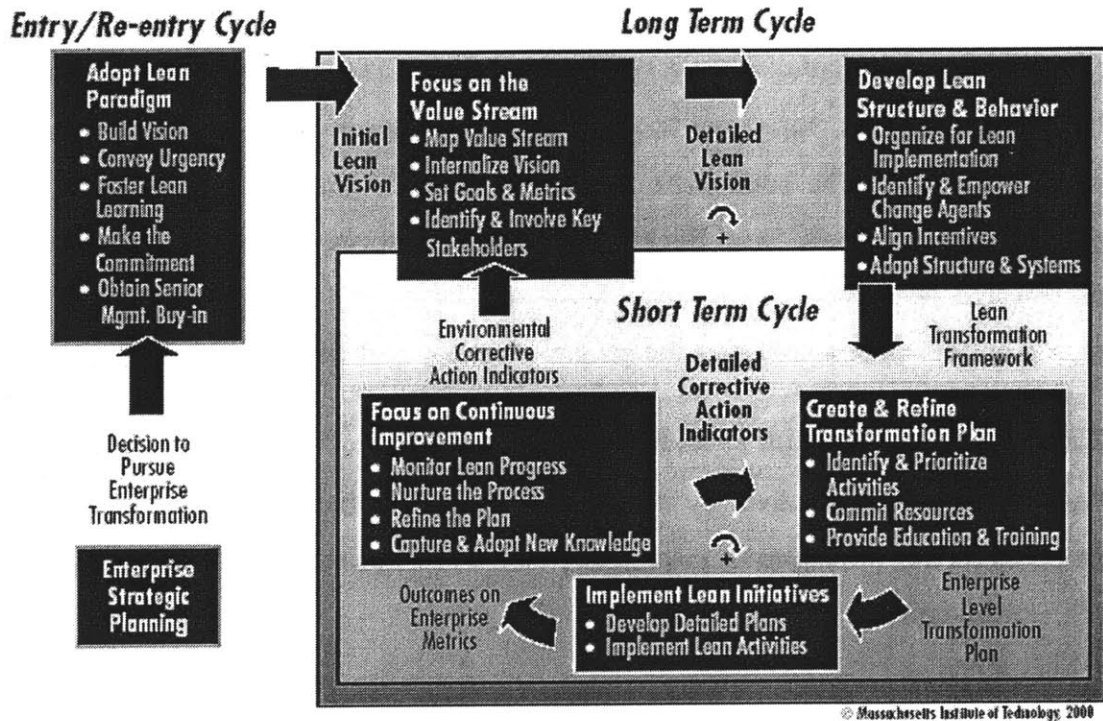 Entry/Re-entry Cycle
Adopt Lean
Paradigm
• Build Vision
• Convey Urgency
• Foster Lean
Learning
• Make the
Commitment
• Obtain Senior
Mgmt. Buy-in
Decision to
Pursue
Enterprise
Transformation
Enterprise
Strategic
Planning
Long Term Cycle
Initial
Lean
Vision
Focus on the
Value Stream
• Map Value Stream
• Internalize Vision
• Set Goals & Metrics
• Identify & Involve Key
Stakeholders
Detailed
Lean
Vision
+
Develop Lean
Structure & Behavior
• Organize for Lean
Implementation
• Identify & Empower
Change Agents
• Align Incentives
• Adapt Structure & Systems
Short Term Cycle
Environmental
Corrective
Action Indicators
Lean
Transformation
Framework
Detailed
Corrective
Action
Indicators
+
Focus on Continuous
Improvement
• Monitor Lean Progress
• Nurture the Process
• Refine the Plan
• Capture & Adopt New Knowledge
Create & Refine
Transformation Plan
• Identify & Prioritize
Activities
• Commit Resources
• Provide Education & Training
Outcomes on
Enterprise
Metrics
Implement Lean Initiatives
• Develop Detailed Plans
• Implement Lean Activities
Enterprise
Level
Transformation
Plan
© Massachusetts Institute of Technology, 2000